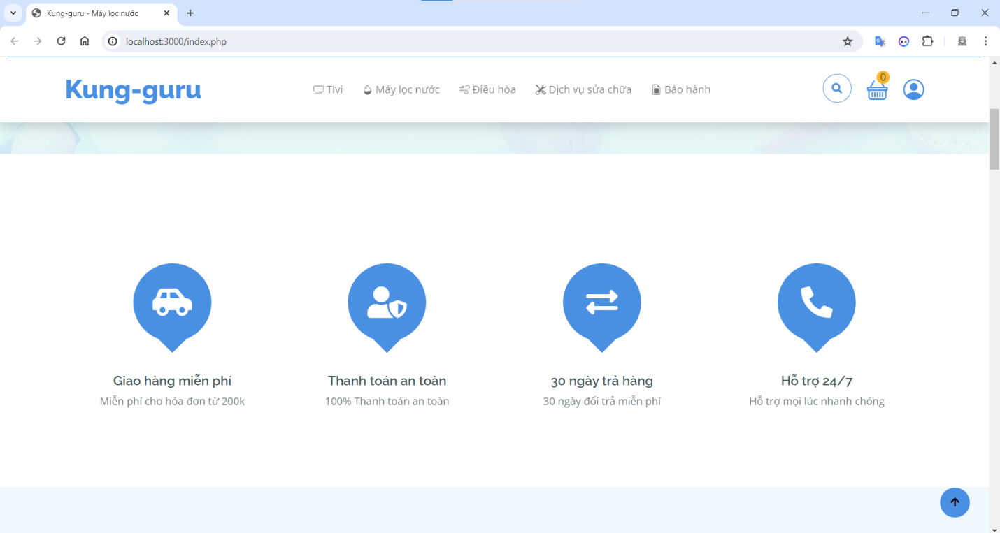 Kung-guru - Máy lọc nước
localhost:3000/index.php
Kung-guru
Tivi
Máy lọc nước
Điều hòa
Dịch vụ sửa chữa
Bảo hành
0
Giao hàng miễn phí
Miễn phí cho hóa đơn từ 200k
Thanh toán an toàn
100% Thanh toán an toàn
30 ngày trả hàng
30 ngày đổi trả miễn phí
Hỗ trợ 24/7
Hỗ trợ mọi lúc nhanh chóng